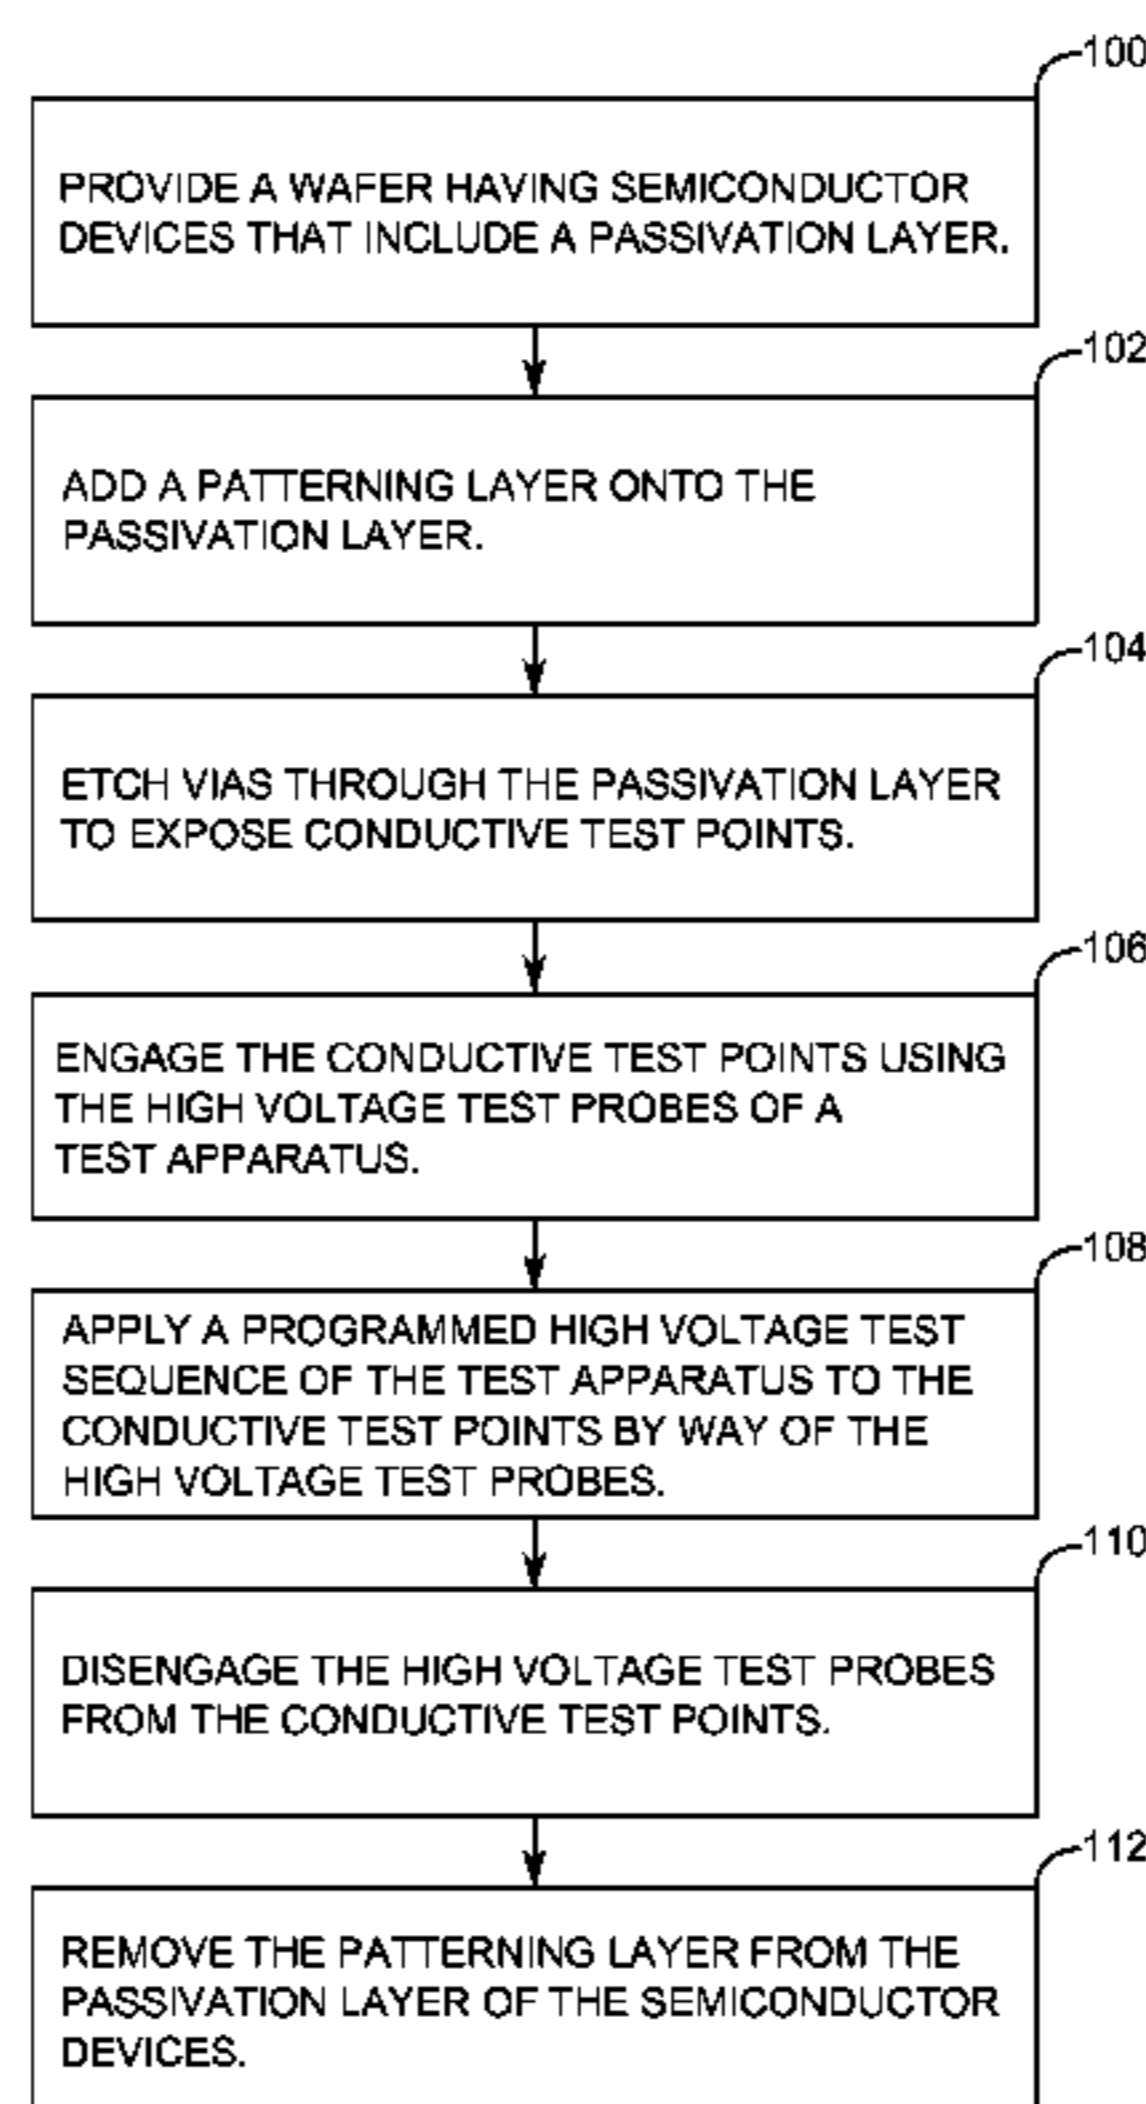 100
PROVIDE A WAFER HAVING SEMICONDUCTOR
DEVICES THAT INCLUDE A PASSIVATION LAYER.
102
ADD A PATTERNING LAYER ONTO THE
PASSIVATION LAYER.
104
ETCH VIAS THROUGH THE PASSIVATION LAYER
TO EXPOSE CONDUCTIVE TEST POINTS.
106
ENGAGE THE CONDUCTIVE TEST POINTS USING
THE HIGH VOLTAGE TEST PROBES OF A
TEST APPARATUS.
108
APPLY A PROGRAMMED HIGH VOLTAGE TEST
SEQUENCE OF THE TEST APPARATUS TO THE
CONDUCTIVE TEST POINTS BY WAY OF THE
HIGH VOLTAGE TEST PROBES.
110
DISENGAGE THE HIGH VOLTAGE TEST PROBES
FROM THE CONDUCTIVE TEST POINTS.
112
REMOVE THE PATTERNING LAYER FROM THE
PASSIVATION LAYER OF THE SEMICONDUCTOR
DEVICES.